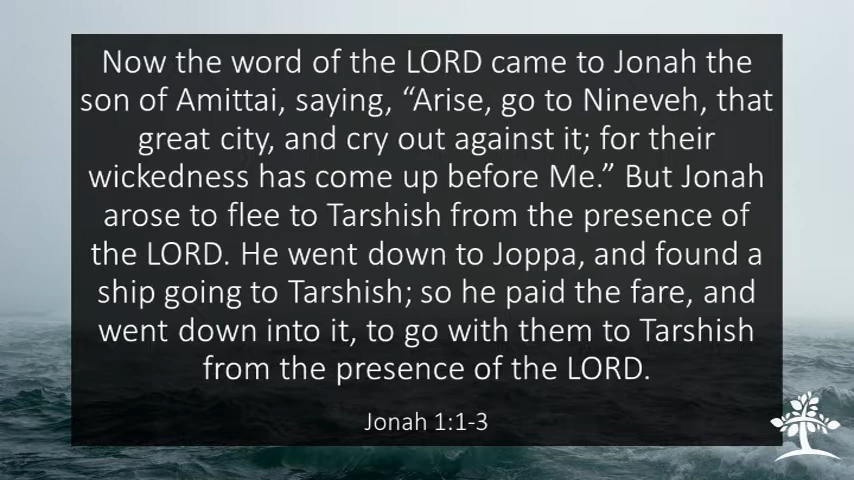 Now the word of the LORD came to Jonah the
son of Amittai, saying, “Arise, go to Nineveh, that
great city, and cry out against it; for their
wickedness has come up before Me.” But Jonah
arose to flee to Tarshish from the presence of
the LORD. He went down to Joppa, and found a
ship going to Tarshish; so he paid the fare, and
went down into it, to go with them to Tarshish
from the presence of the LORD.
Jonah 1:1-3